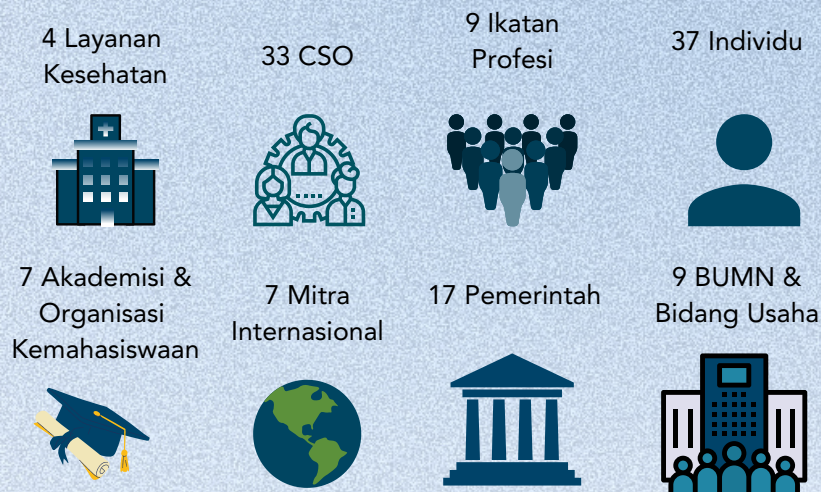 4 Layanan
Kesehatan
33 CSO
9 Ikatan
Profesi
37 Individu
7 Akademisi &
Organisasi
Kemahasiswaan
7 Mitra
Internasional
17 Pemerintah
9 BUMN &
Bidang Usaha